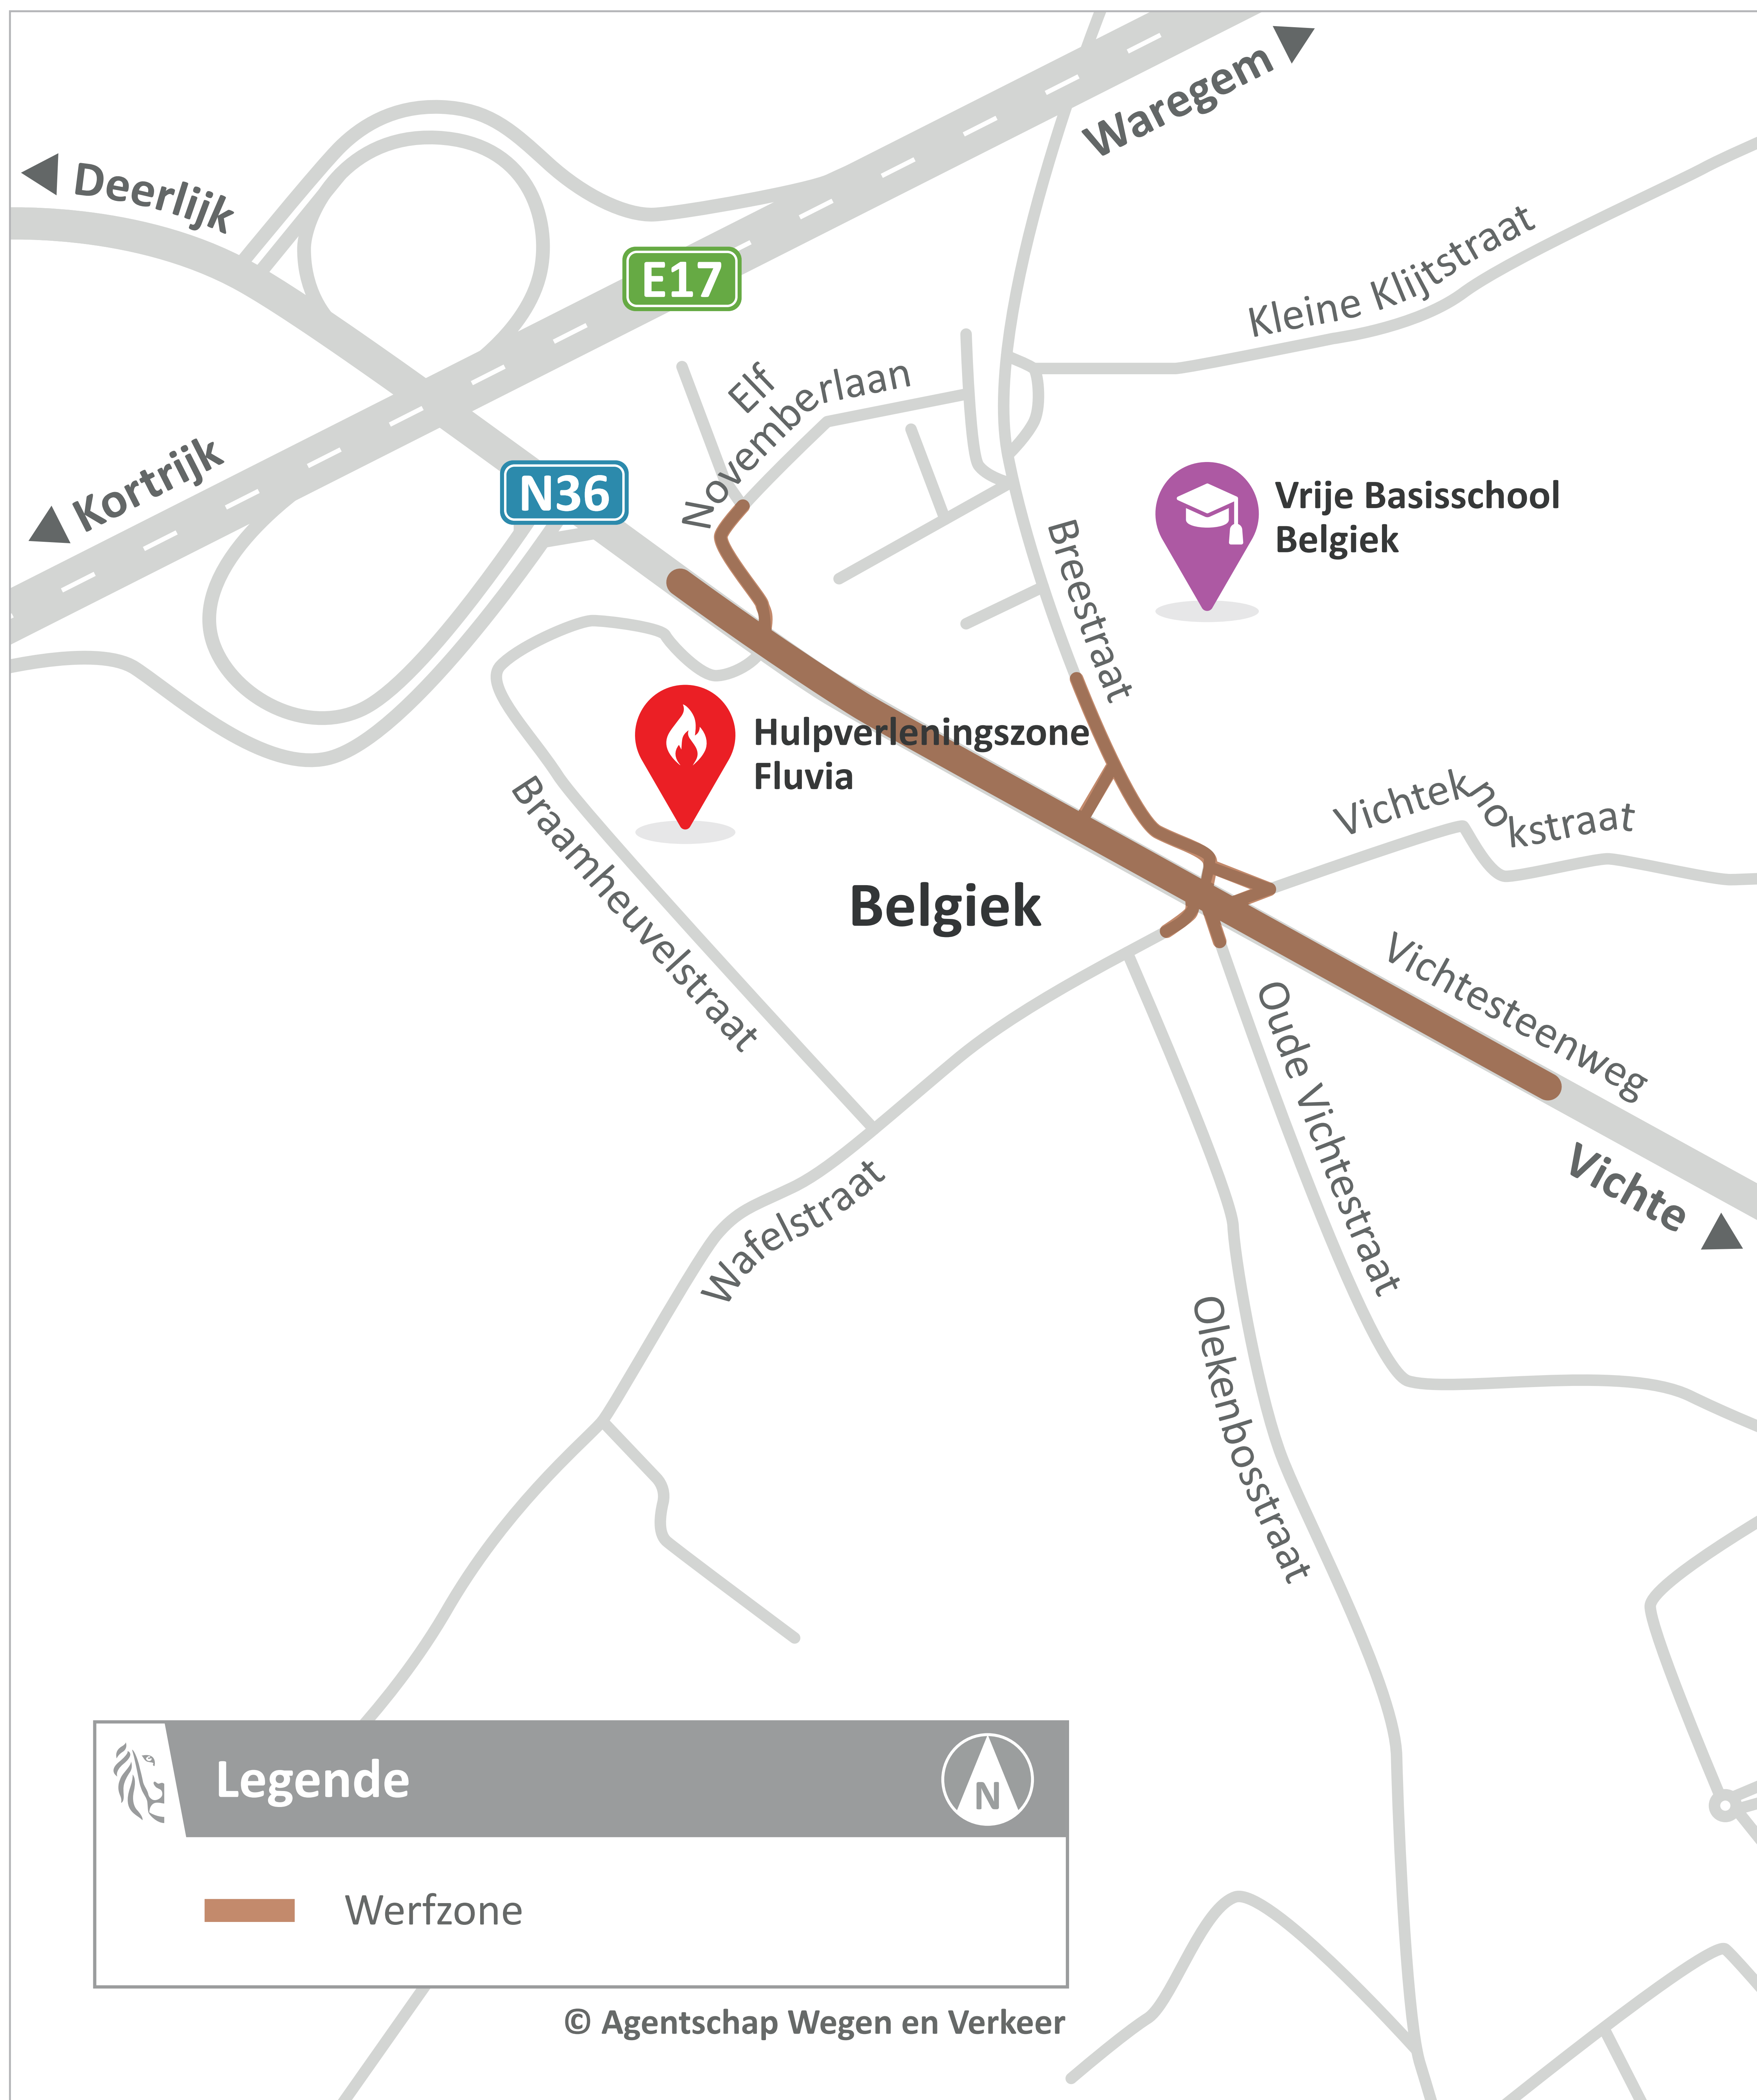 Waregem
Deerlijk
E17
Kleine Klijtstraat
Elf
Novemberlaan
Kortrijk
N36
Vrije Basisschool
Belgiek
Breestraat
Hulpverleningszone
Fluvia
Vichteknokstraat
Braamheuvelstraat
Belgiek
Vichtesteenweg
Oude Vichtestraat
Vichte
Wafelstraat
Olekenbosstraat
Legende
N
Werfzone
© Agentschap Wegen en Verkeer